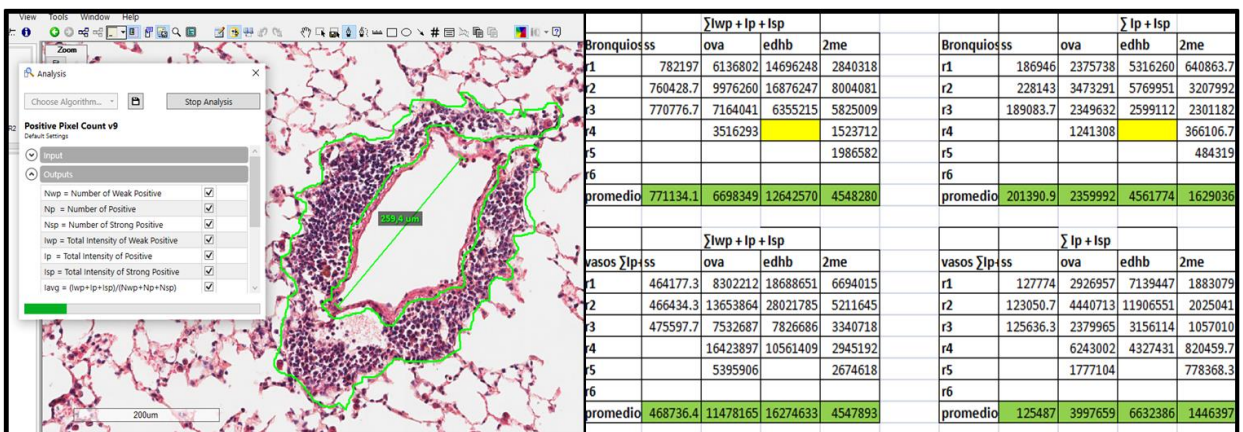 View Tools Window Help
Zoom
Analysis
Choose Algorithm...
Stop Analysis
Positive Pixel Count v9
Default Settings
Input
Outputs
Nwp = Number of Weak Positive
Np = Number of Positive
Nsp = Number of Strong Positive
Iwp = Total Intensity of Weak Positive
Ip = Total Intensity of Positive
Isp = Total Intensity of Strong Positive
Iavg = (Iwp+Ip+Isp)/(Nwp+Np+Nsp)
259,4 um
200um
∑Iwp + Ip + Isp
Bronquios ss ova edhb 2me
r1 782197 6136802 14696248 2840318
r2 760428.7 9976260 16876247 8004081
r3 770776.7 7164041 6355215 5820709
r4 3516293 1523712
r5 1986582
r6
promedio 771134.1 6698349 12642570 4548280
∑Iwp + Ip + Isp
vasos ∑Ip+ ss ova edhb 2me
r1 464177.3 8302212 18688651 6694015
r2 466434.3 13653864 28021785 5211645
r3 475597.7 7532687 7826686 3340718
r4 16423897 10561409 2945192
r5 5395906 2674618
r6
promedio 468736.4 11478165 16274633 4547893
∑ Ip + Isp
Bronquios ss ova edhb 2me
r1 186946 2375738 5316260 640863.7
r2 228143 3473291 5769951 3207992
r3 189083.7 2349632 2599112 2301182
r4 1241308 366106.7
r5 484319
r6
promedio 201390.9 2359992 4561774 1629036
∑ Ip + Isp
vasos ∑Ip+ ss ova edhb 2me
r1 127774 2926957 7139447 1883079
r2 123050.7 4440713 11906551 2025041
r3 125636.3 2379965 3156114 1057010
r4 6243002 4327431 820459.7
r5 1777104 778368.3
r6
promedio 125487 3997659 6632386 1446397